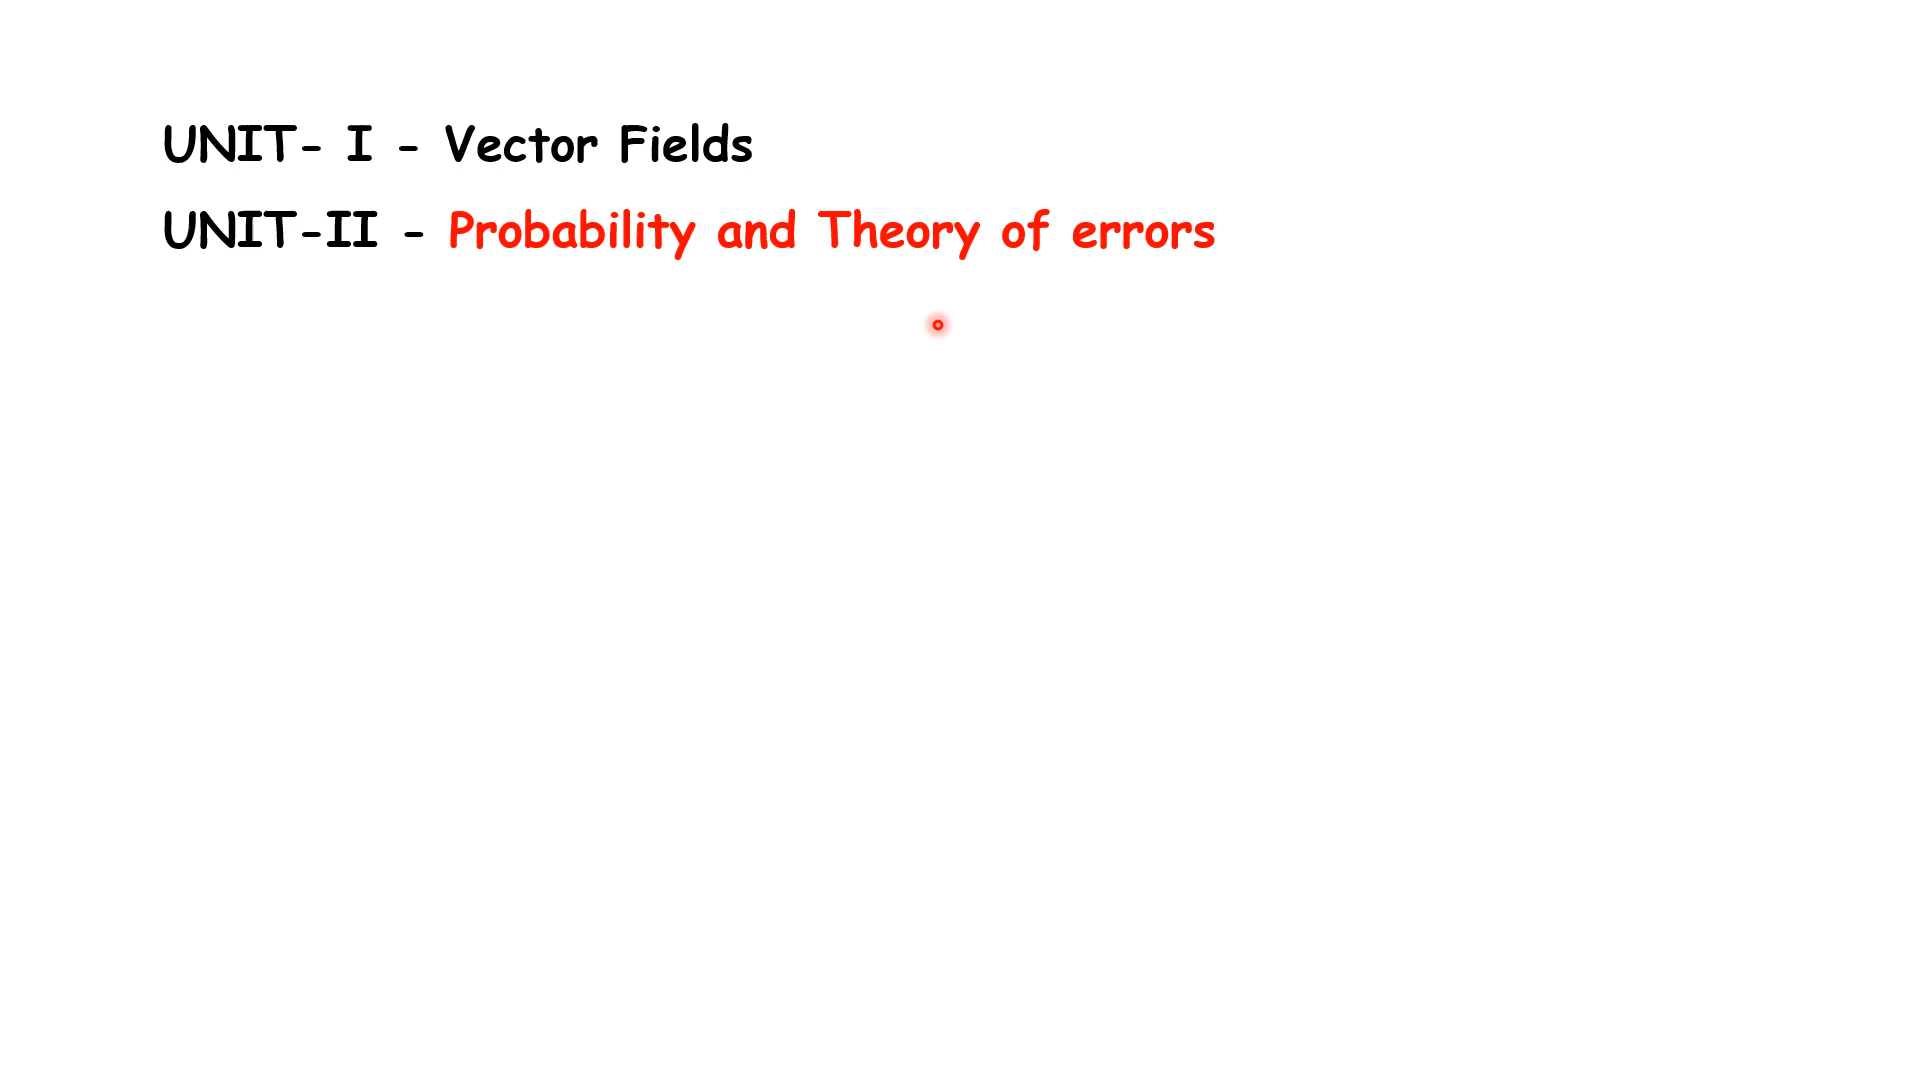 UNIT- I - Vector Fields
UNIT-II - Probability and Theory of errors